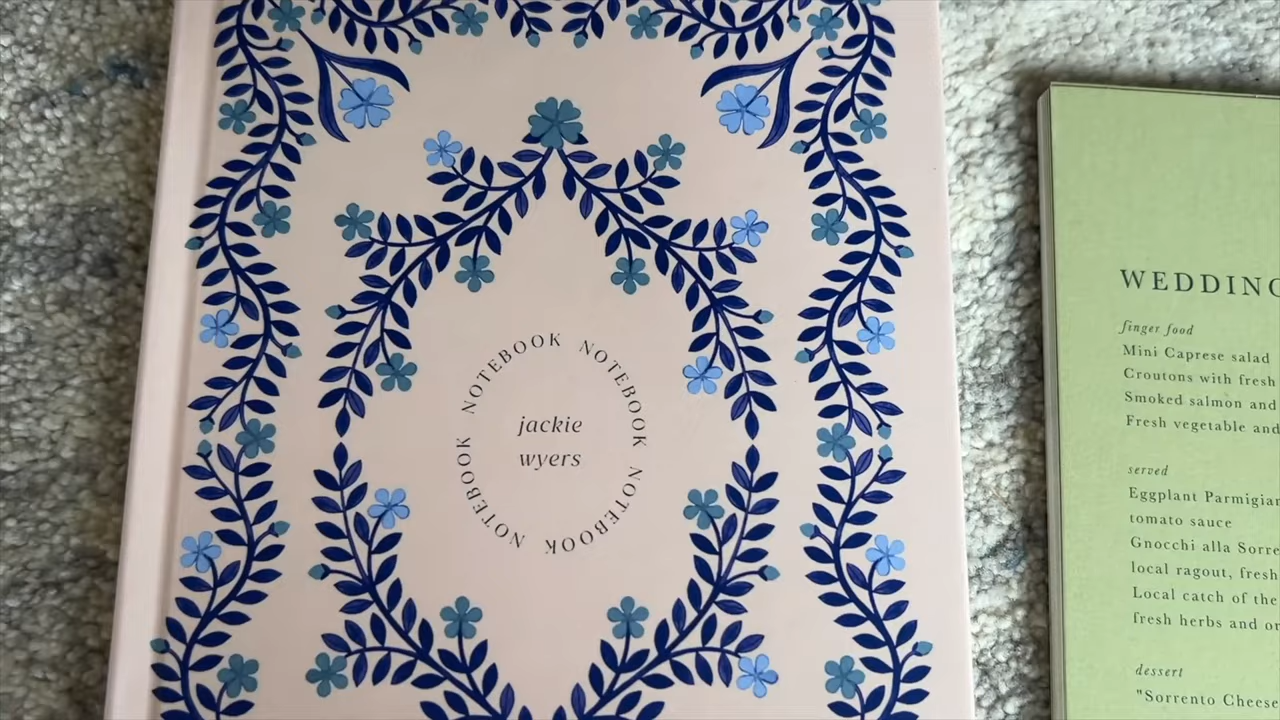 NOTEBOOK NOTEBOOK NOTEBOOK NOTEBOOK NOTEBOOK
jackie
wyers
WEDDING
finger food
Mini Caprese salad
Croutons with fresh
Smoked salmon and
Fresh vegetable and
served
Eggplant Parmigian
tomato sauce
Gnocchi alla Sorre
local ragout, fresh
Local catch of the
fresh herbs and or
dessert
"Sorrento Cheese